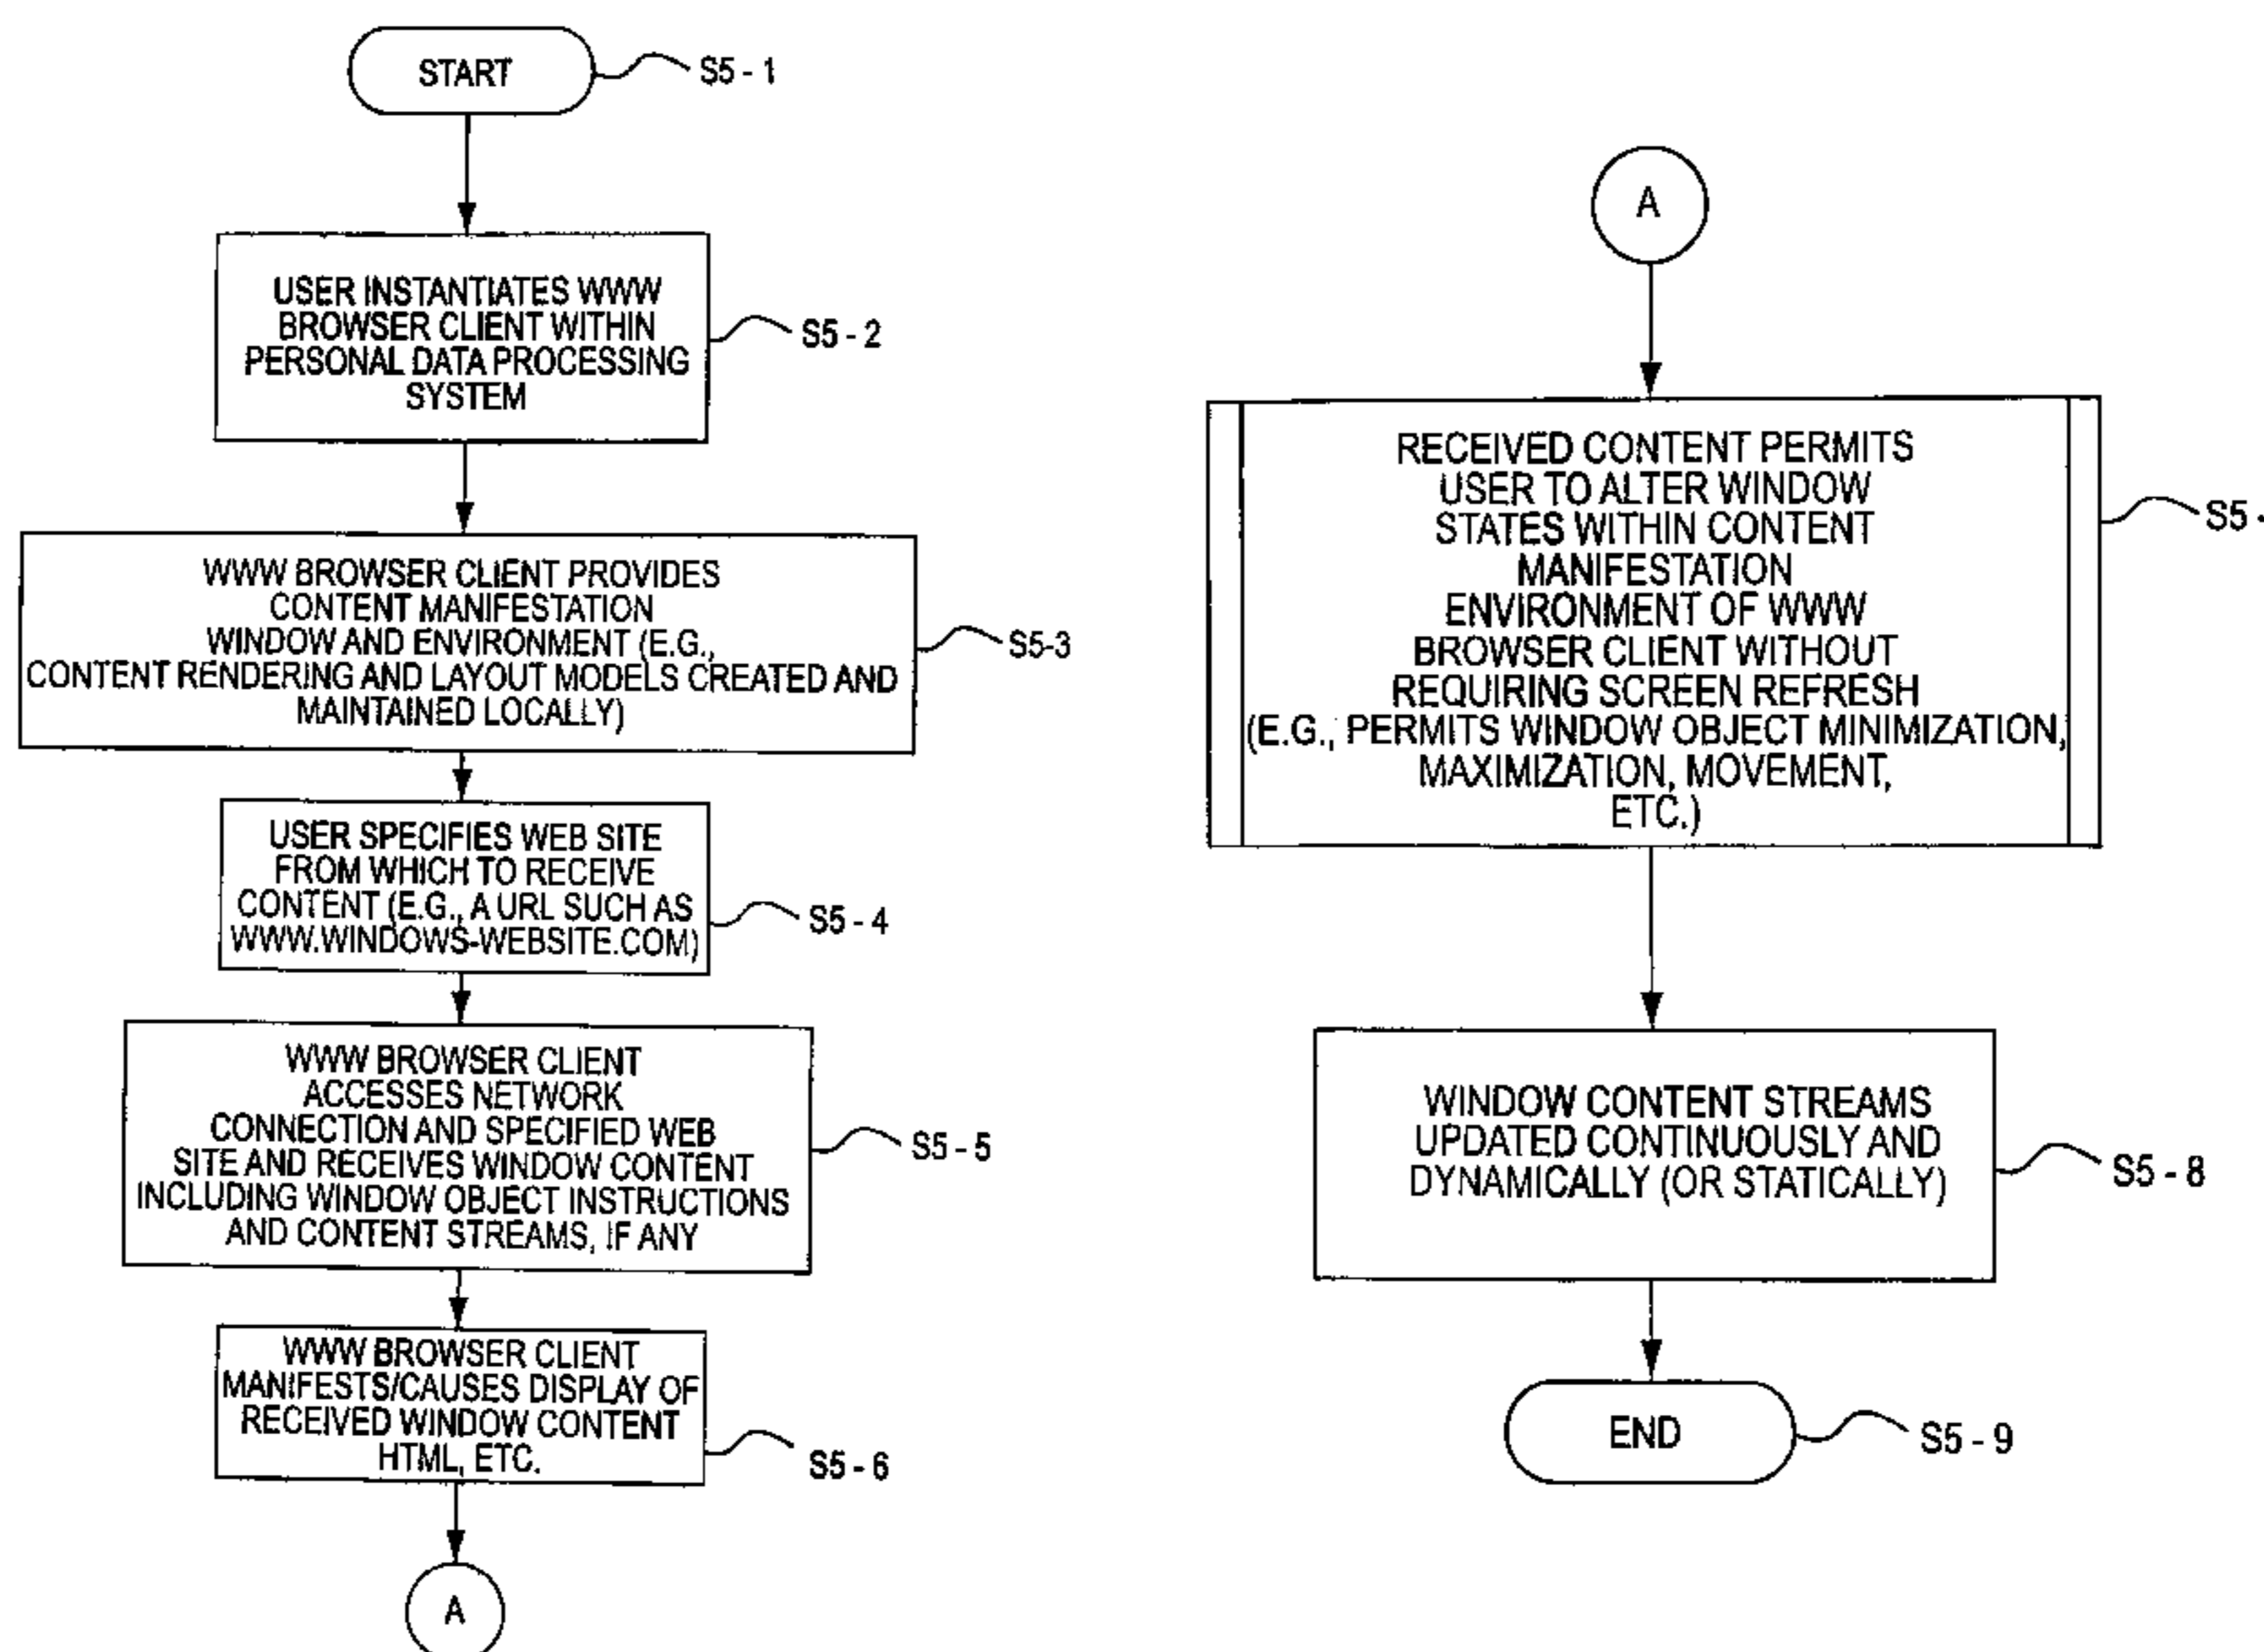 START
S5 - 1
USER INSTANTIATES WWW
BROWSER CLIENT WITHIN
PERSONAL DATA PROCESSING
SYSTEM
S5 - 2
WWW BROWSER CLIENT PROVIDES
CONTENT MANIFESTATION
WINDOW AND ENVIRONMENT (E.G.,
CONTENT RENDERING AND LAYOUT MODELS CREATED AND
MAINTAINED LOCALLY)
S5-3
USER SPECIFIES WEB SITE
FROM WHICH TO RECEIVE
CONTENT (E.G., A URL SUCH AS
WWW.WINDOWS-WEBSITE.COM)
S5 - 4
WWW BROWSER CLIENT
ACCESSES NETWORK
CONNECTION AND SPECIFIED WEB
SITE AND RECEIVES WINDOW CONTENT
INCLUDING WINDOW OBJECT INSTRUCTIONS
AND CONTENT STREAMS, IF ANY
S5 - 5
WWW BROWSER CLIENT
MANIFESTS/CAUSES DISPLAY OF
RECEIVED WINDOW CONTENT
HTML, ETC.
S5 - 6
A
A
RECEIVED CONTENT PERMITS
USER TO ALTER WINDOW
STATES WITHIN CONTENT
MANIFESTATION
ENVIRONMENT OF WWW
BROWSER CLIENT WITHOUT
REQUIRING SCREEN REFRESH
(E.G., PERMITS WINDOW OBJECT MINIMIZATION,
MAXIMIZATION, MOVEMENT,
ETC.)
S5 -
WINDOW CONTENT STREAMS
UPDATED CONTINUOUSLY AND
DYNAMICALLY (OR STATICALLY)
S5 - 8
END
S5 - 9